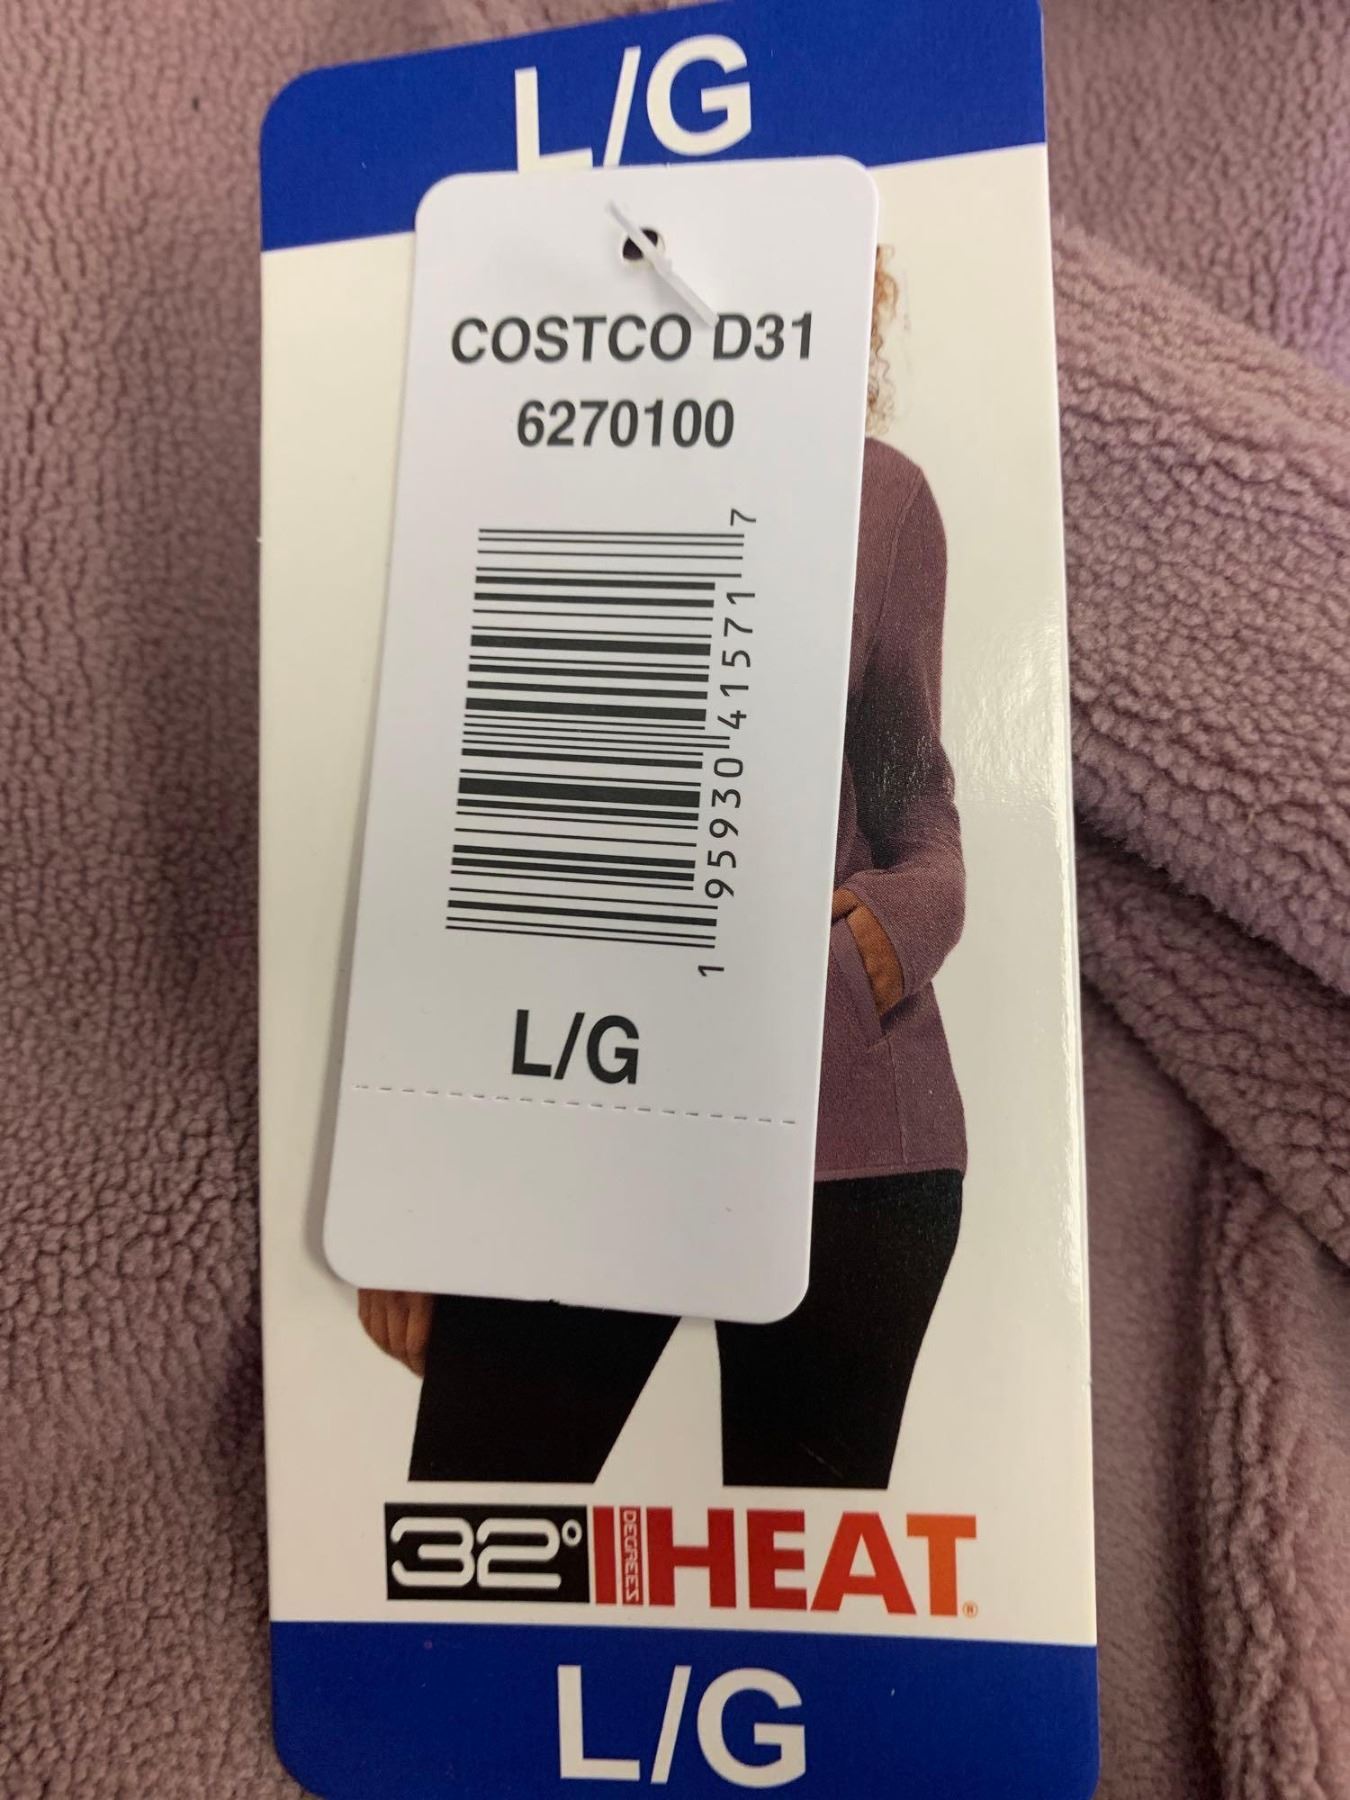 L/G
COSTCO D31
6270100
1 95930 41571 7
L/G
32° DEGREES HEAT®
L/G